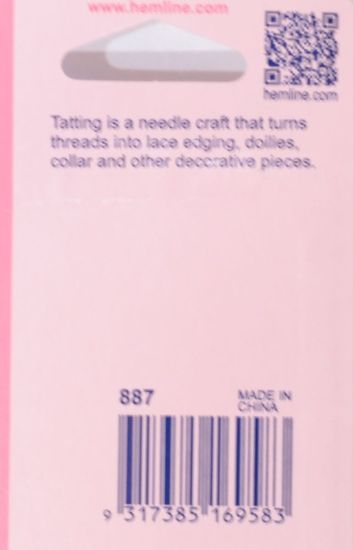 www.hemline.com
hemline.com
Tatting is a needle craft that turns
threads into lace edging, doilies,
collar and other decorative pieces.
887
MADE IN
CHINA
9 317385 169583